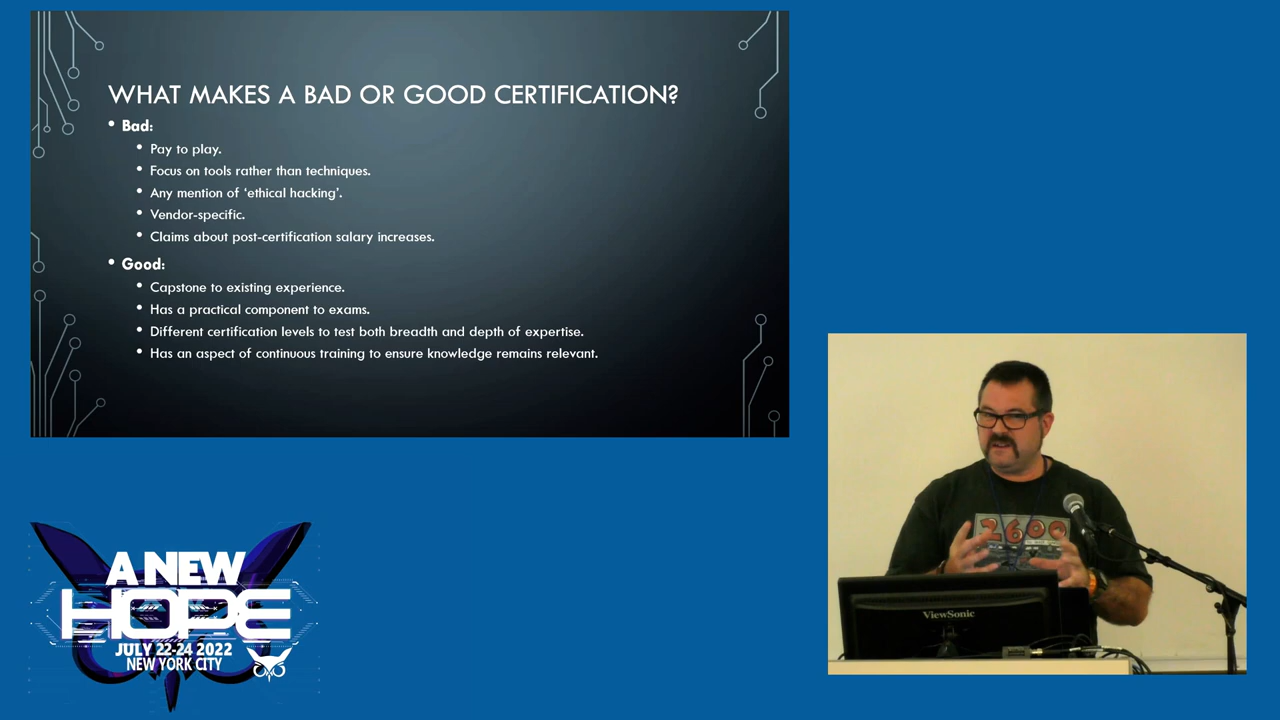 WHAT MAKES A BAD OR GOOD CERTIFICATION?
• Bad:
• Pay to play.
• Focus on tools rather than techniques.
• Any mention of ‘ethical hacking’.
• Vendor-specific.
• Claims about post-certification salary increases.
• Good:
• Capstone to existing experience.
• Has a practical component to exams.
• Different certification levels to test both breadth and depth of expertise.
• Has an aspect of continuous training to ensure knowledge remains relevant.
2600
ViewSonic
A NEW
HOPE
JULY 22-24 2022
NEW YORK CITY